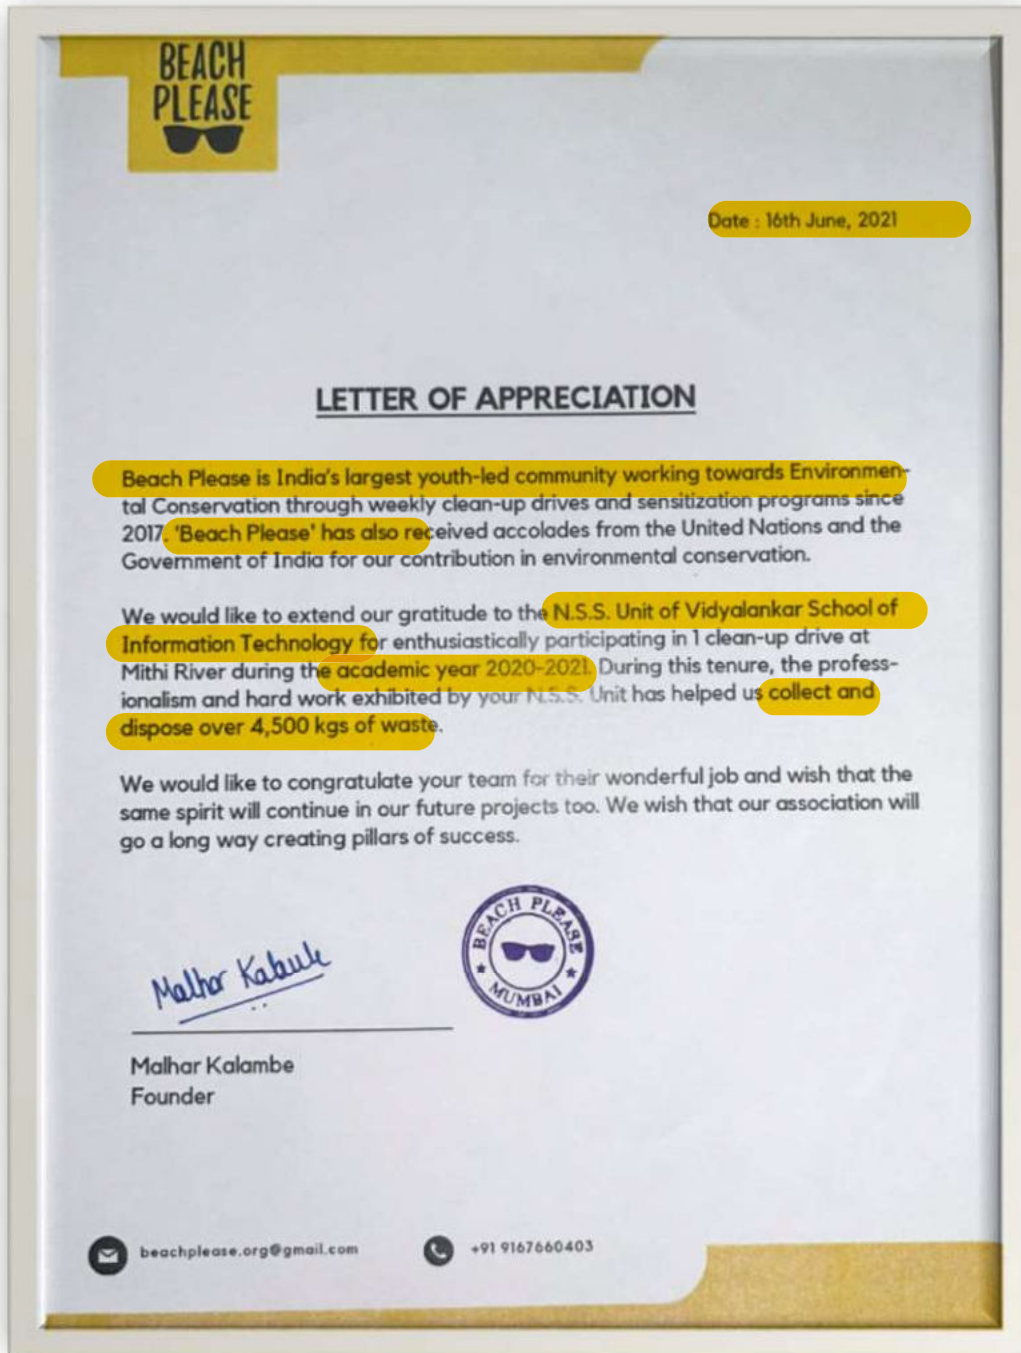 BEACH
PLEASE
Date : 16th June, 2021
LETTER OF APPRECIATION
Beach Please is India's largest youth-led community working towards Environmen-
tal Conservation through weekly clean-up drives and sensitization programs since
2017. 'Beach Please' has also received accolades from the United Nations and the
Government of India for our contribution in environmental conservation.
We would like to extend our gratitude to the N.S.S. Unit of Vidyalankar School of
Information Technology for enthusiastically participating in 1 clean-up drive at
Mithi River during the academic year 2020-2021. During this tenure, the profess-
ionalism and hard work exhibited by your N.S.S. Unit has helped us collect and
dispose over 4,500 kgs of waste.
We would like to congratulate your team for their wonderful job and wish that the
same spirit will continue in our future projects too. We wish that our association will
go a long way creating pillars of success.
BEACH PLEASE
MUMBAI
Malhar Kalambe
Founder
beachplease.org@gmail.com
+91 9167660403